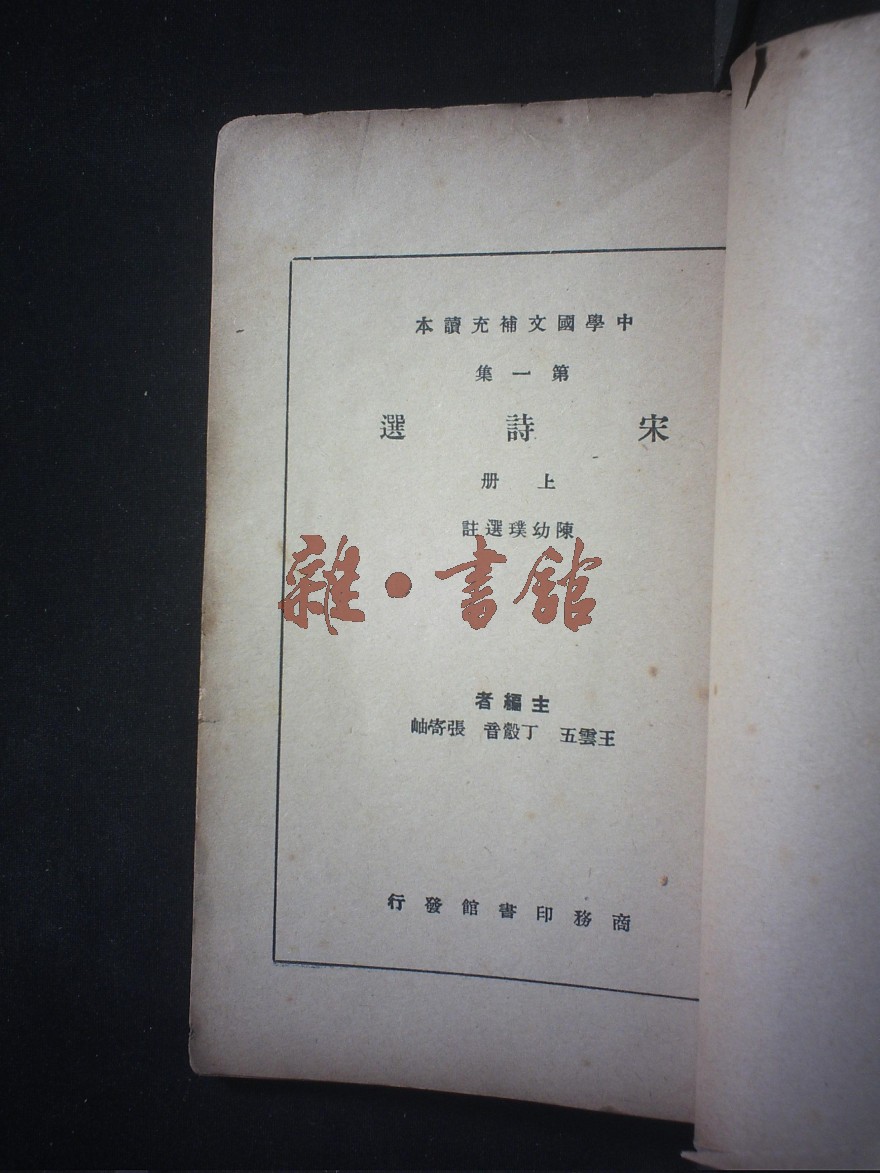 中學國文補充讀本
第一集
宋詩選
上册
陳幼璞選註
雜·書館
主編者
王雲五 丁縠音 張寄岫
商務印書館發行